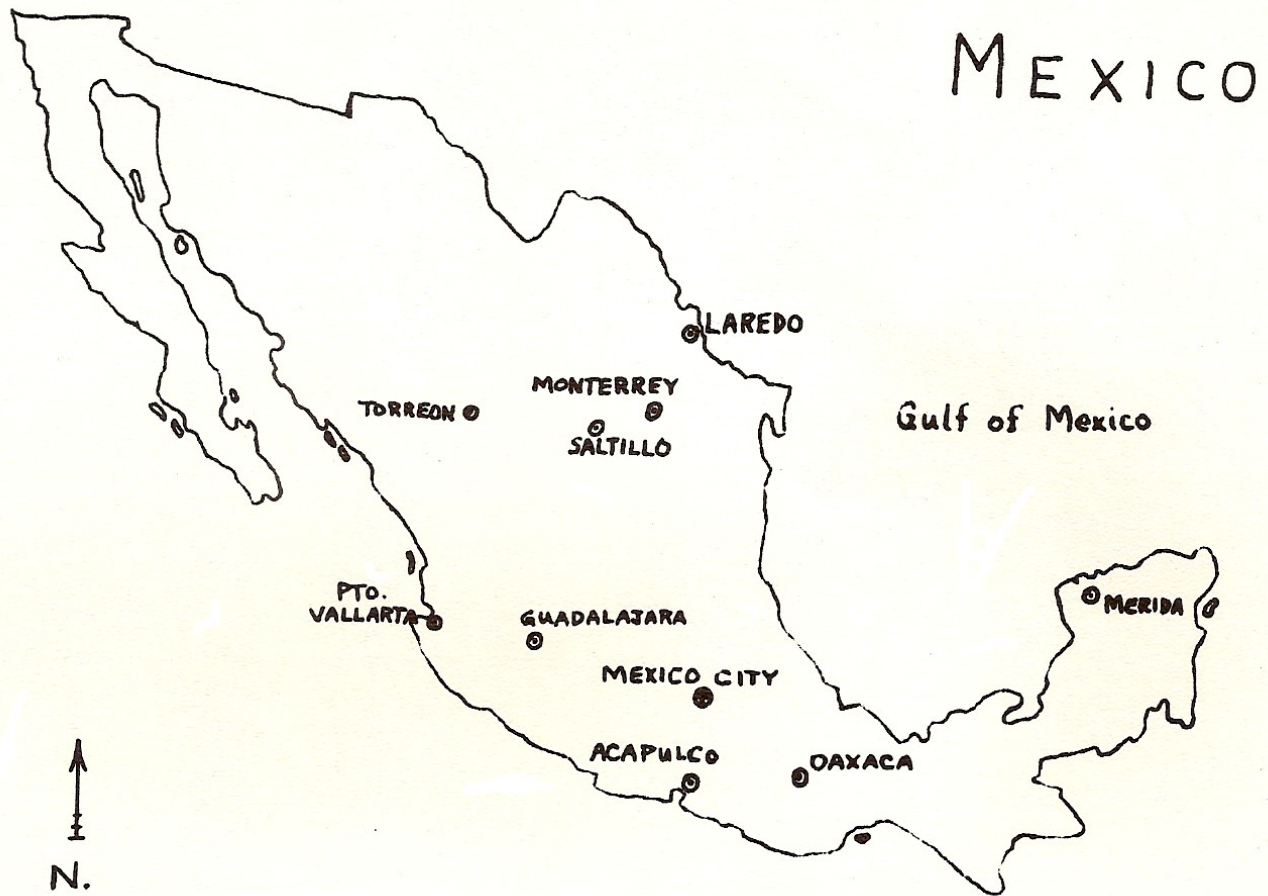 MEXICO
LAREDO
MONTERREY
TORREON
SALTILLO
Gulf of Mexico
PTO.
VALLARTA
GUADALAJARA
MERIDA
MEXICO CITY
ACAPULCO
OAXACA
N.